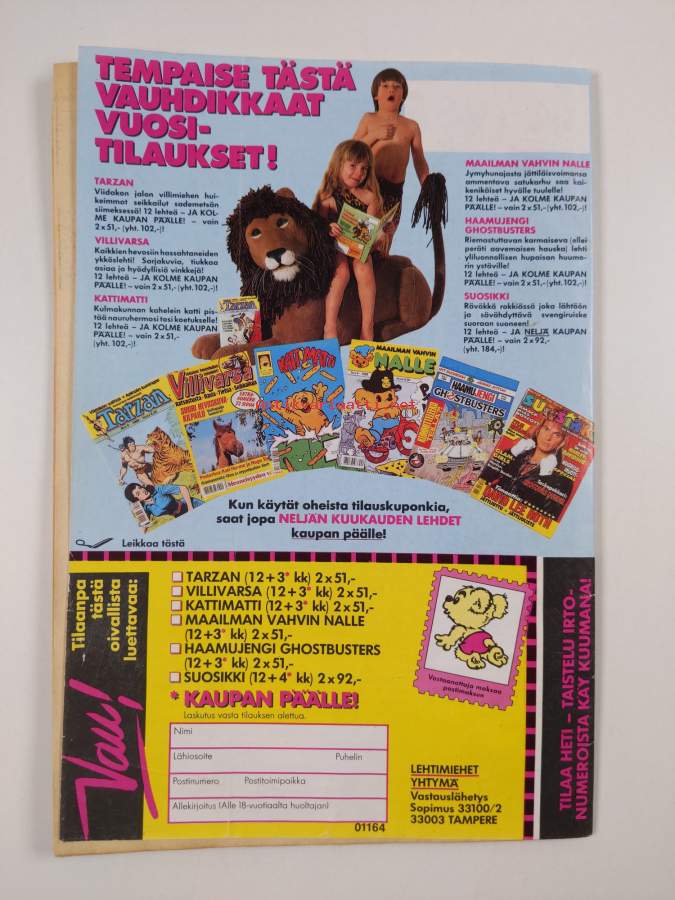 TEMPAISE TÄSTÄ
VAUHDIKKAAT
VUOSI-
TILAUKSET!
TARZAN
Viidakon jalon villimiehen hui-
keimmat seikkailut sademetsän
siimeksessä! 12 lehteä – JA KOL-
ME KAUPAN PÄÄLLE! – vain
2 x 51,- (yht. 102,-)!
VILLIVARSA
Kaikkien hevosiin hassahtaneiden
ykköslehti! Sarjakuvia, tiukkaa
asiaa ja hyödyllisiä vinkkejä!
12 lehteä – JA KOLME KAUPAN
PÄÄLLE! – vain 2 x 51,- (yht. 102,-)!
KATTIMATTI
Kulmakunnan kahelein katti pis-
tää nauruhermosi tosi koetukselle!
12 lehteä – JA KOLME KAUPAN
PÄÄLLE! – vain 2 x 51,-
(yht. 102,-)!
MAAILMAN VAHVIN NALLE
Jymyhunajasta jättiläisvoimansa
ammentava satukarhu saa kai-
kenikäiset hyvälle tuulelle!
12 lehteä – JA KOLME KAUPAN
PÄÄLLE! – vain 2 x 51,- (yht. 102,-)!
HAAMUJENGI
GHOSTBUSTERS
Riemastuttavan karmaiseva (ellei
peräti aavemaisen hauska) lehti
yliluonnollisen hupaisan huumo-
rin ystäville!
12 lehteä – JA KOLME KAUPAN
PÄÄLLE! – vain 2 x 51,- (yht. 102,-)!
SUOSIKKI
Räväkkä rokkiässä joka lähtöön
ja sävähdyttävä svengiruiske
suoraan suoneen!
12 lehteä – JA NELJÄ KAUPAN
PÄÄLLE! – vain 2 x 92,-
(yht. 184,-)!
Tarzan
Tarzan
Villivarsa
SUURI HEVOSKUVA-
KATTIMATTI
MAAILMAN VAHVIN
NALLE
HAAMUJENGI
GHOSTBUSTERS
DAVID LEE ROTH
Kun käytät oheista tilauskuponkia,
saat jopa NELJÄN KUUKAUDEN LEHDET
kaupan päälle!
Leikkaa tästä
Tilaanpa
tästä
oivallista
luettavaa:
Vau!
TARZAN (12 + 3* kk) 2 x 51,-
VILLIVARSA (12 + 3* kk) 2 x 51,-
KATTIMATTI (12 + 3* kk) 2 x 51,-
MAAILMAN VAHVIN NALLE
(12 + 3* kk) 2 x 51,-
HAAMUJENGI GHOSTBUSTERS
(12 + 3* kk) 2 x 51,-
SUOSIKKI (12 + 4* kk) 2 x 92,-
* KAUPAN PÄÄLLE!
Laskutus vasta tilauksen alettua.
Nimi
Lähiosoite Puhelin
Postinumero Postitoimipaikka
Allekirjoitus (Alle 18-vuotiaalta huoltajan)
01164
Vastaanottaja maksaa
postimaksun
LEHTIMIEHET
YHTYMÄ
Vastauslähetys
Sopimus 33100/2
33003 TAMPERE
TILAA HETI – TAISTELU IRTO-
NUMEROISTA KÄY KUUMANA!